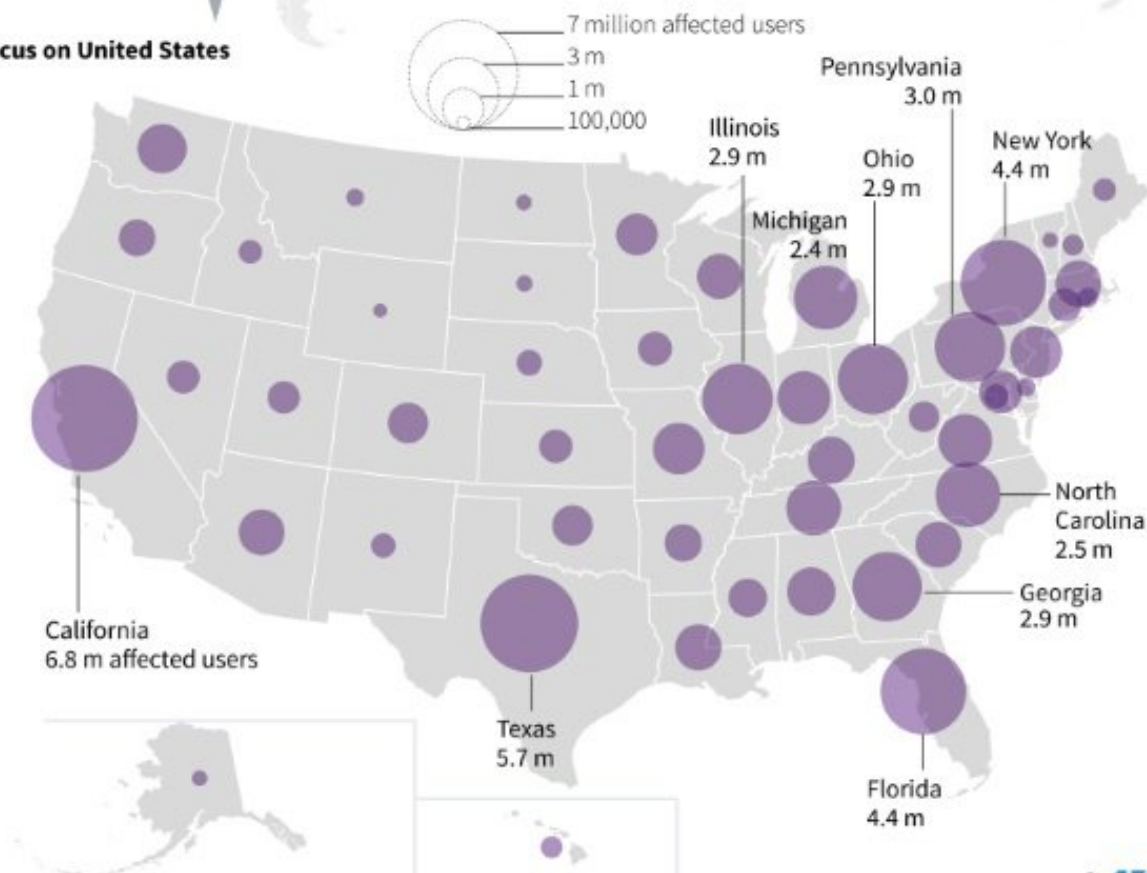 cus on United States
7 million affected users
3 m
1 m
100,000
Pennsylvania
3.0 m
Illinois
2.9 m
Ohio
2.9 m
New York
4.4 m
Michigan
2.4 m
North
Carolina
2.5 m
Georgia
2.9 m
California
6.8 m affected users
Texas
5.7 m
Florida
4.4 m